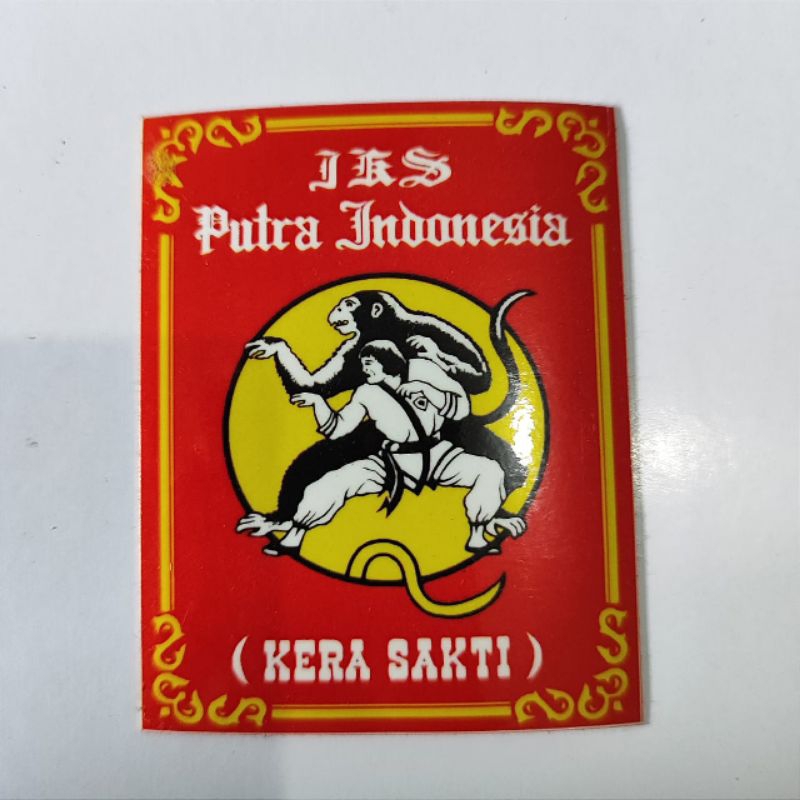 IKS
Putra Indonesia
( KERA SAKTI )